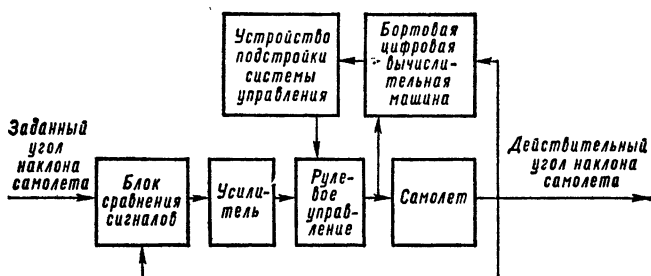 Устройство
подстройки
системы
управления
Бортовая
цифровая
вычисли-
тельная
машина
Заданный
угол
наклона
самолета
Блок
сравнения
сигналов
Усили-
тель
Руле-
вое
управ-
ление
Самолет
Действительный
угол наклона
самолета